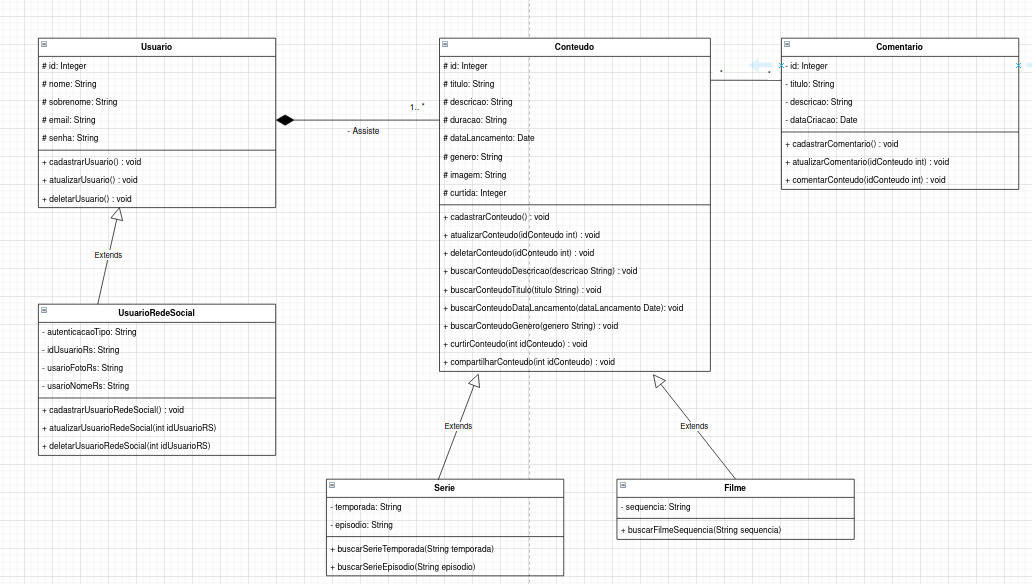 Usuario
# id: Integer
# nome: String
# sobrenome: String
# email: String
# senha: String
+ cadastrarUsuario() : void
+ atualizarUsuario() : void
+ deletarUsuario() : void
1.. *
- Assiste
Conteudo
# id: Integer
# titulo: String
# descricao: String
# duracao: String
# dataLancamento: Date
# genero: String
# imagem: String
# curtida: Integer
+ cadastrarConteudo() : void
+ atualizarConteudo(idConteudo int) : void
+ deletarConteudo(idConteudo int) : void
+ buscarConteudoDescricao(descricao String) : void
+ buscarConteudoTitulo(titulo String) : void
+ buscarConteudoDataLancamento(dataLancamento Date): void
+ buscarConteudoGenero(genero String) : void
+ curtirConteudo(int idConteudo) : void
+ compartilharConteudo(int idConteudo) : void
* *
Comentario
- id: Integer
- titulo: String
- descricao: String
- dataCriacao: Date
+ cadastrarComentario() : void
+ atualizarComentario(idConteudo int) : void
+ comentarConteudo(idConteudo int) : void
Extends
UsuarioRedeSocial
- autenticacaoTipo: String
- idUsuarioRs: String
- usarioFotoRs: String
- usarioNomeRs: String
+ cadastrarUsuarioRedeSocial() : void
+ atualizarUsuarioRedeSocial(int idUsuarioRS)
+ deletarUsuarioRedeSocial(int idUsuarioRS)
Extends
Extends
Serie
- temporada: String
- episodio: String
+ buscarSerieTemporada(String temporada)
+ buscarSerieEpisodio(String episodio)
Filme
- sequencia: String
+ buscarFilmeSequencia(String sequencia)